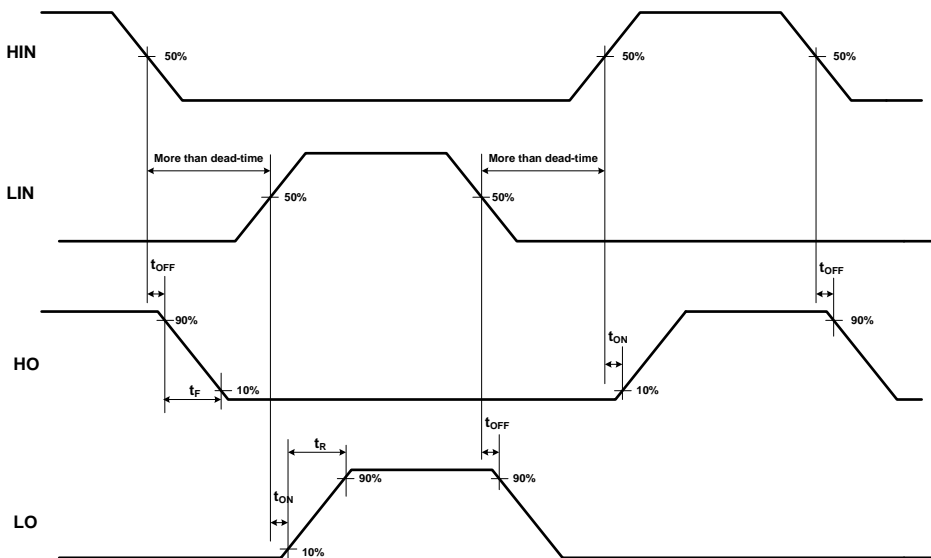 HIN
50%
50%
50%
More than dead-time
More than dead-time
LIN
50%
50%
tOFF
tOFF
90%
90%
tON
HO
tF
10%
10%
tOFF
tR
90%
90%
tON
LO
10%